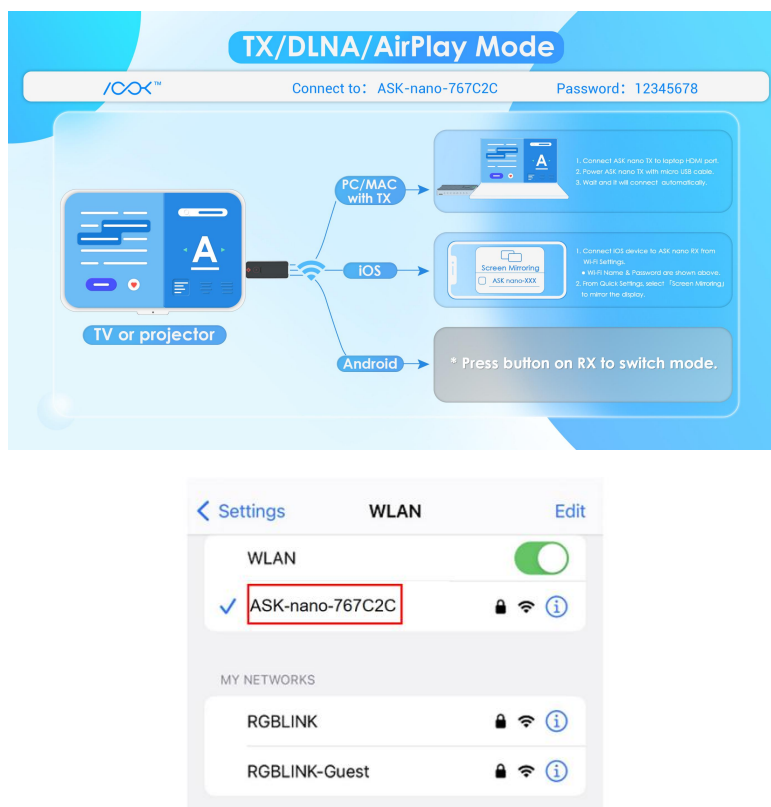 TX/DLNA/AirPlay Mode
Connect to: ASK-nano-767C2C
Password: 12345678
PC/MAC
with TX
A
1. Connect ASK nano TX to laptop HDMI port.
2. Power ASK nano TX with micro USB cable.
3. Wait and it will connect automatically.
A
TV or projector
iOS
Screen Mirroring
ASK nano-XXX
1. Connect iOS device to ASK nano RX from
Wi-Fi Settings.
• Wi-Fi Name & Password are shown above.
2. From Quick Settings, select 「Screen Mirroring」
to mirror the display.
Android
* Press button on RX to switch mode.
Settings
WLAN
Edit
WLAN
ASK-nano-767C2C
MY NETWORKS
RGBLINK
RGBLINK-Guest